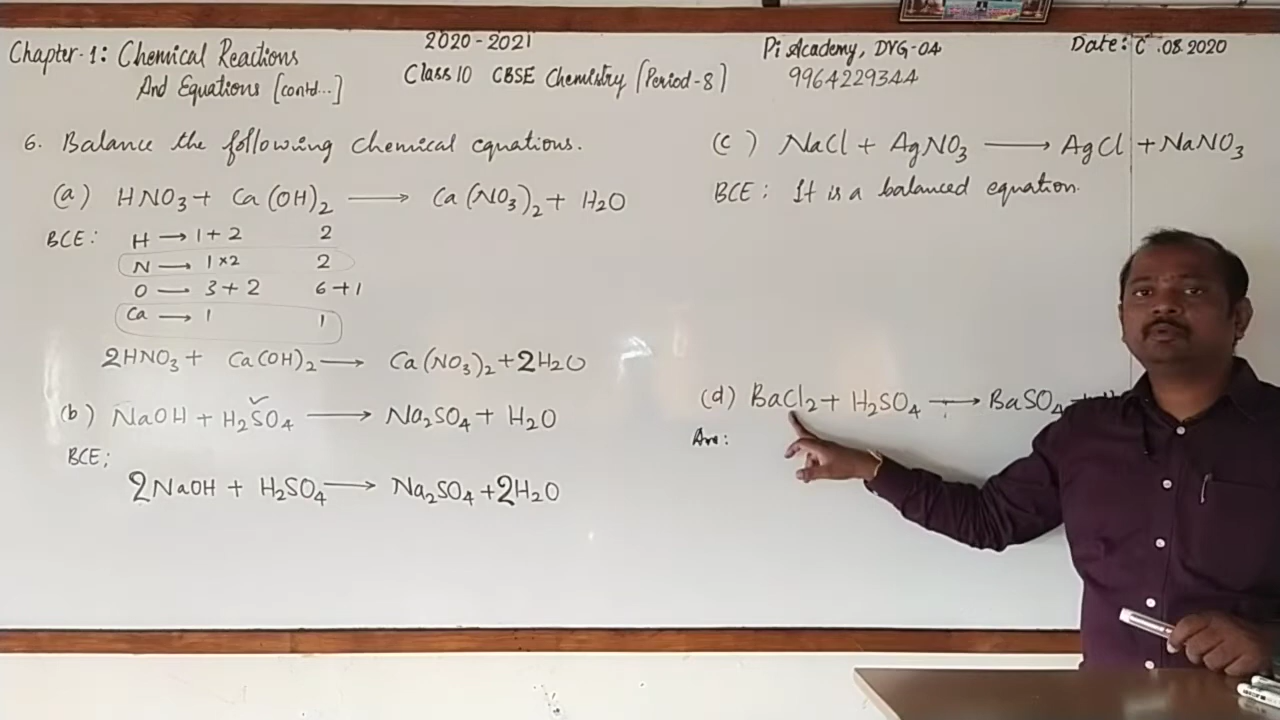 Chapter-1: Chemical Reactions
And Equations [contd...]
2020-2021
Class 10 CBSE Chemistry (Period-8)
Pi Academy, DVG-04
9964229344
Date: .08.2020
6. Balance the following chemical equations.
(a) HNO₃ + Ca(OH)₂ ⟶ Ca(NO₃)₂ + H₂O
BCE: H → 1 + 2 2
N — 1×2 2
O — 3 + 2 6 + 1
Ca → 1 1
2HNO₃ + Ca(OH)₂ ⟶ Ca(NO₃)₂ + 2H₂O
(b) NaOH + H₂SO₄ ⟶ Na₂SO₄ + H₂O
BCE;
2NaOH + H₂SO₄ ⟶ Na₂SO₄ + 2H₂O
(c) NaCl + AgNO₃ ⟶ AgCl + NaNO₃
BCE: It is a balanced equation.
(d) BaCl₂ + H₂SO₄ ⟶ BaSO₄ +
Ans: